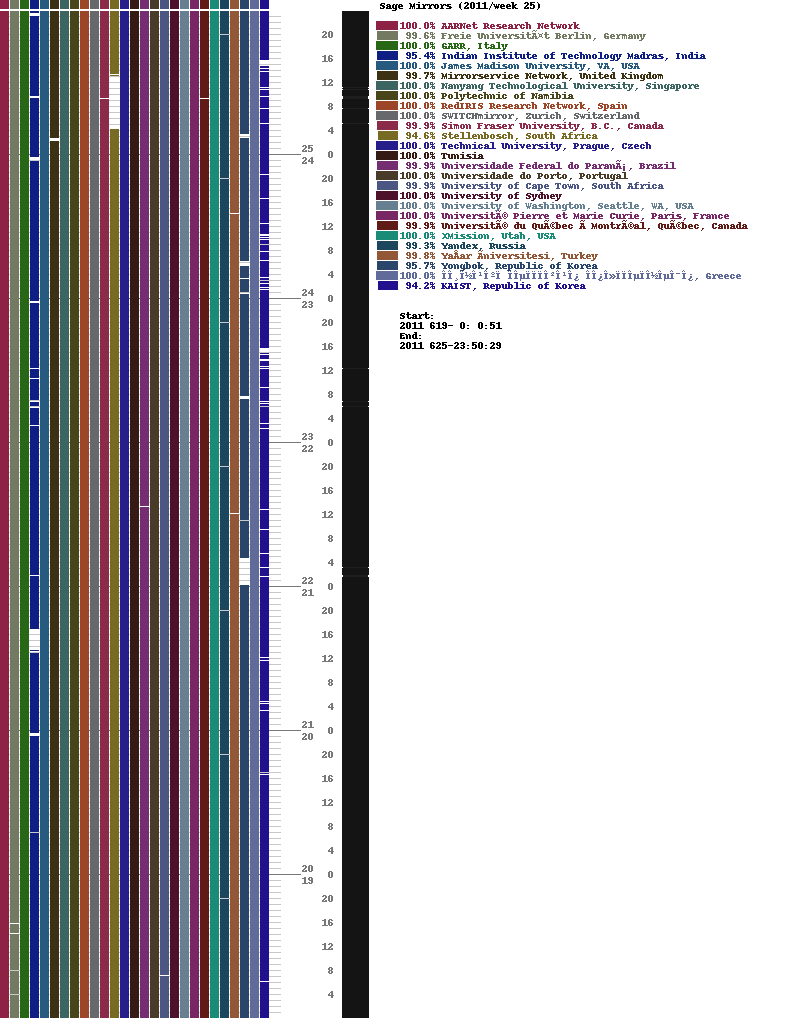 Sage Mirrors (2011/week 25)
100.0% AARNet Research Network
99.6% Freie UniversitÃ×t Berlin, Germany
100.0% GARR, Italy
95.4% Indian Institute of Technology Madras, India
100.0% James Madison University, VA, USA
99.7% Mirrorservice Network, United Kingdom
100.0% Nanyang Technological University, Singapore
100.0% Polytechnic of Namibia
100.0% RedIRIS Research Network, Spain
100.0% SWITCHmirror, Zurich, Switzerland
99.9% Simon Fraser University, B.C., Canada
94.6% Stellenbosch, South Africa
100.0% Technical University, Prague, Czech
100.0% Tunisia
99.9% Universidade Federal do ParanÃ¡, Brazil
100.0% Universidade do Porto, Portugal
99.9% University of Cape Town, South Africa
100.0% University of Sydney
100.0% University of Washington, Seattle, WA, USA
100.0% UniversitÃ© Pierre et Marie Curie, Paris, France
99.9% UniversitÃ© du QuÃ©bec Ã MontrÃ©al, QuÃ©bec, Canada
100.0% XMission, Utah, USA
99.3% Yandex, Russia
99.8% YaÅar Äniversitesi, Turkey
95.7% Yongbok, Republic of Korea
100.0% , Greece
94.2% KAIST, Republic of Korea
Start:
2011 619- 0: 0:51
End:
2011 625-23:50:29
20
16
12
8
4
25
0
24
20
16
12
8
4
24
0
23
20
16
12
8
4
23
0
22
20
16
12
8
4
22
0
21
20
16
12
8
4
21
0
20
20
16
12
8
4
20
0
19
20
16
12
8
4